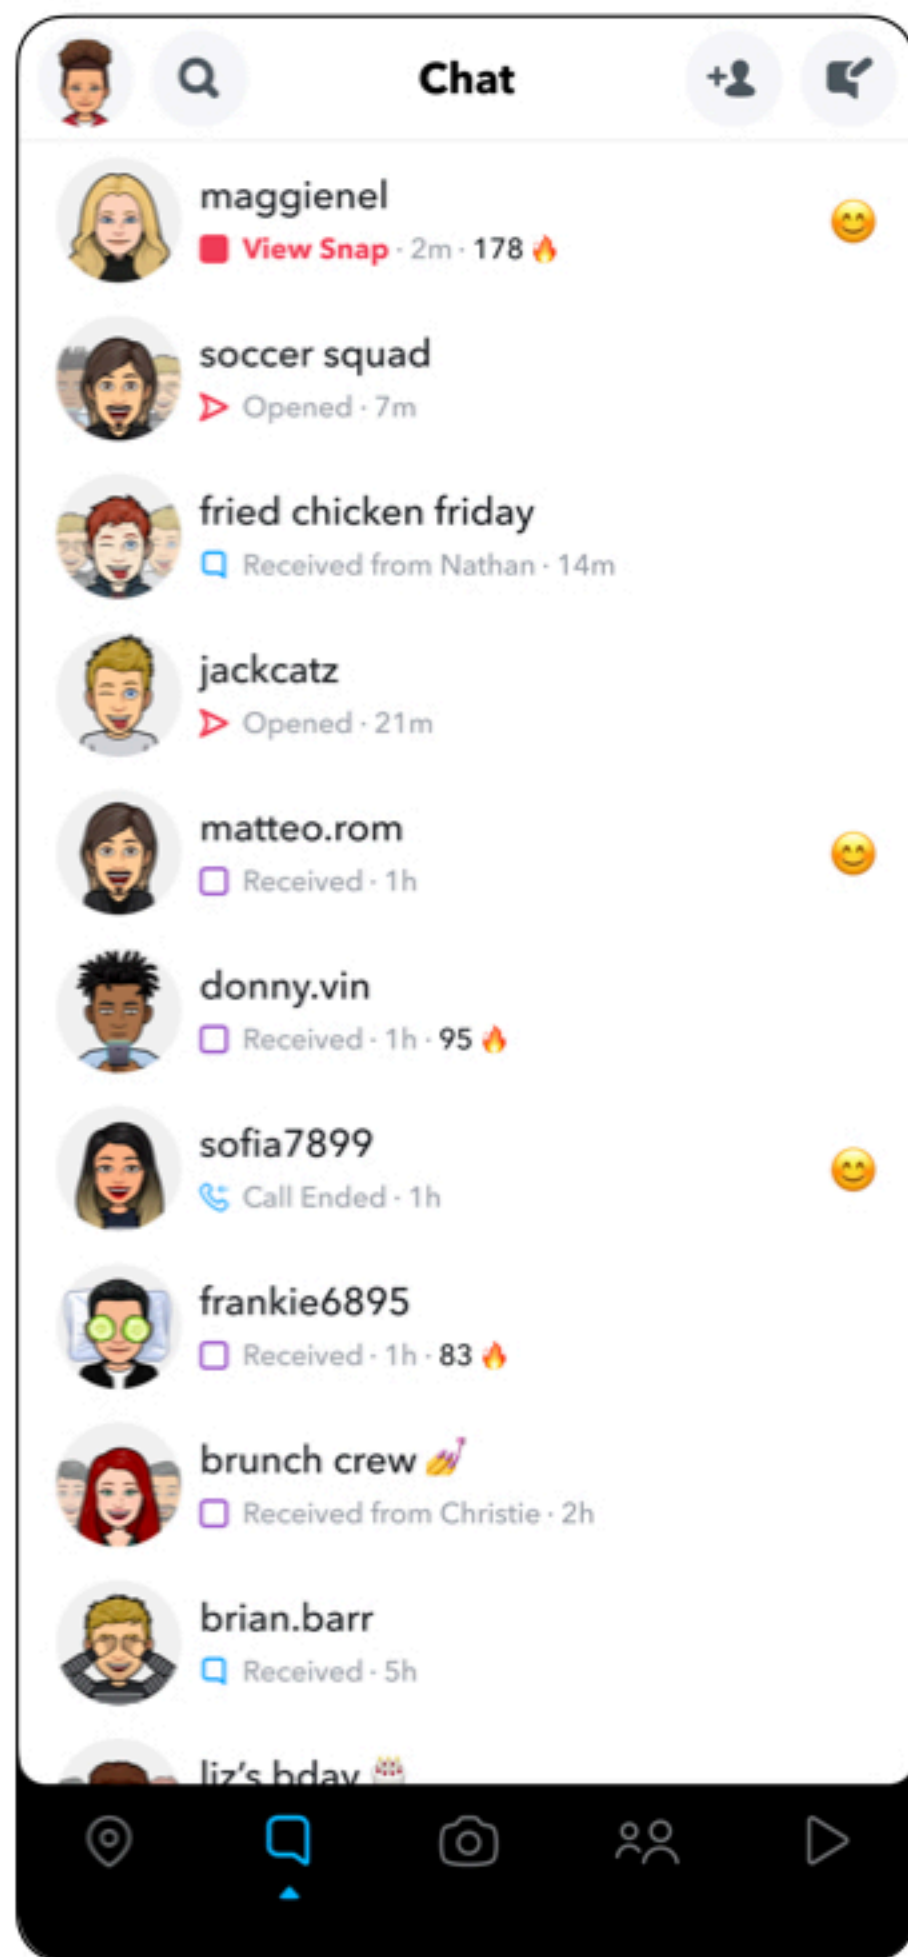 Chat
maggienel
View Snap · 2m · 178 🔥
😊
soccer squad
Opened · 7m
fried chicken friday
Received from Nathan · 14m
jackcatz
Opened · 21m
matteo.rom
Received · 1h
😊
donny.vin
Received · 1h · 95 🔥
sofia7899
Call Ended · 1h
😊
frankie6895
Received · 1h · 83 🔥
brunch crew 💅
Received from Christie · 2h
brian.barr
Received · 5h
liz’s bday 🎂